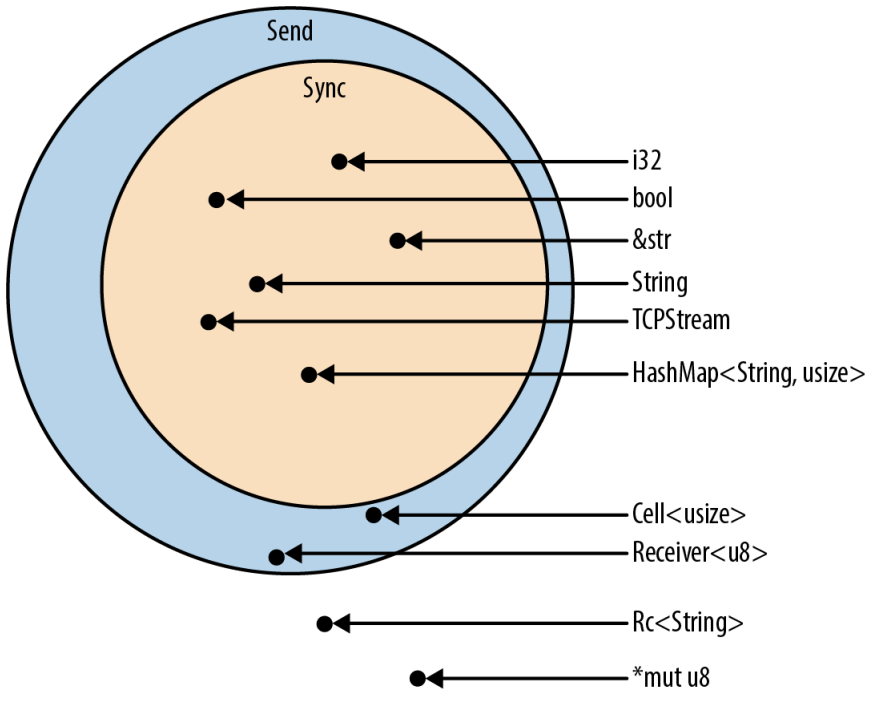 Send
Sync
i32
bool
&str
String
TCPStream
HashMap<String, usize>
Cell<usize>
Receiver<u8>
Rc<String>
*mut u8